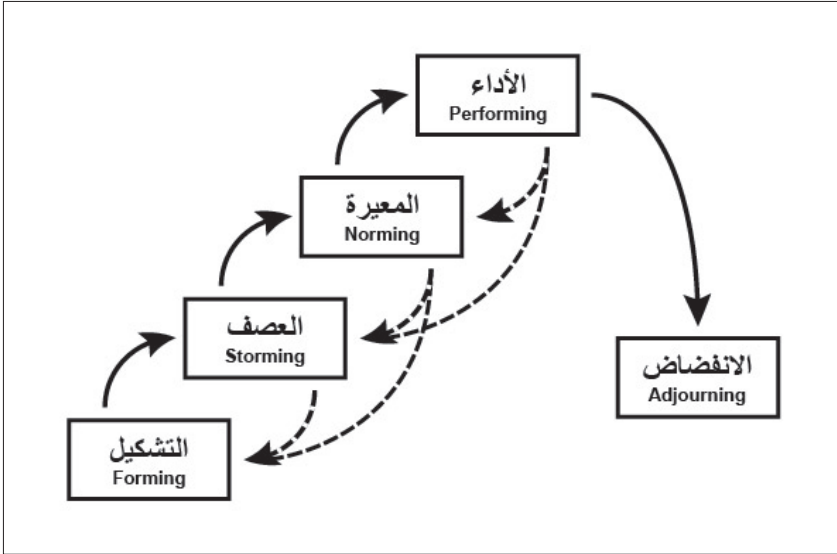 الأداء
Performing
المعيرة
Norming
العصف
Storming
الانفضاض
Adjourning
التشكيل
Forming